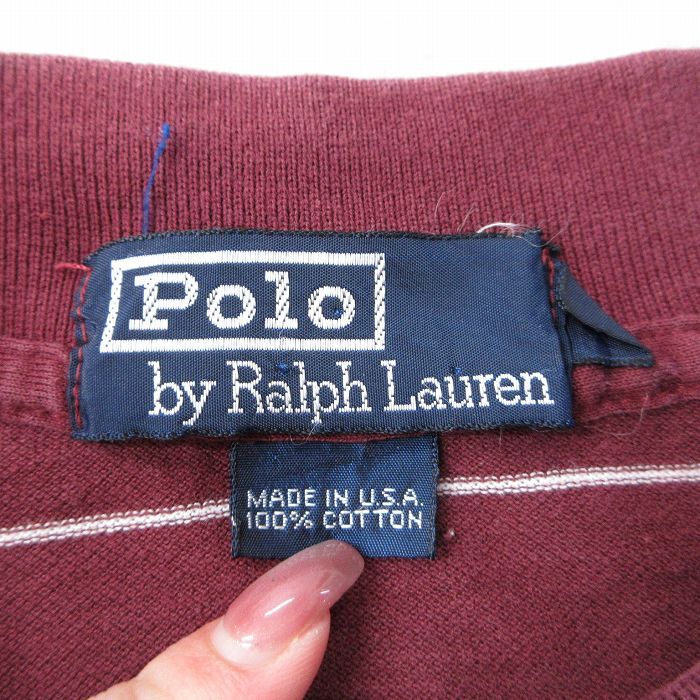 Polo
by Ralph Lauren
MADE IN U.S.A.
100% COTTON